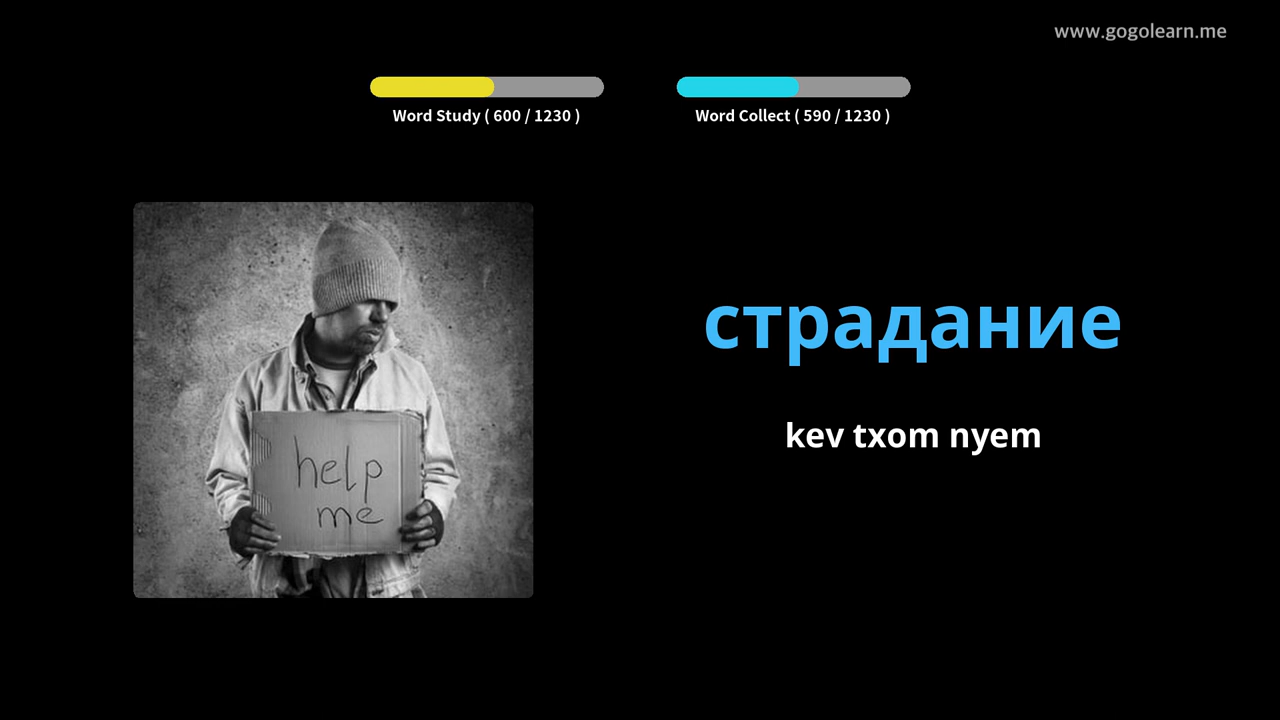 www.gogolearn.me
Word Study ( 600 / 1230 )
Word Collect ( 590 / 1230 )
страдание
kev txom nyem
help
me